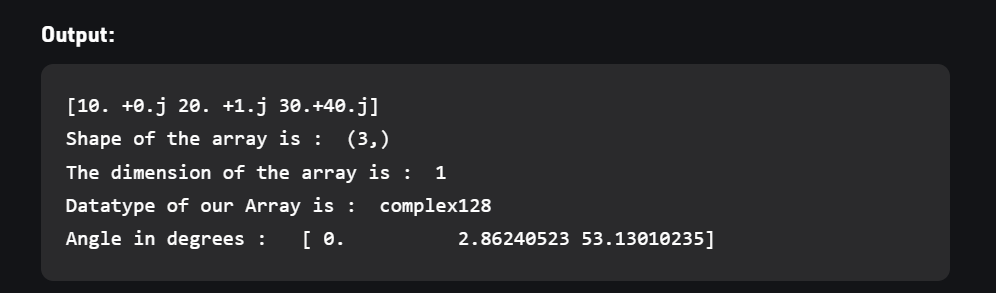 Output:
[10. +0.j 20. +1.j 30.+40.j]
Shape of the array is :  (3,)
The dimension of the array is :  1
Datatype of our Array is :  complex128
Angle in degrees :   [ 0.          2.86240523 53.13010235]